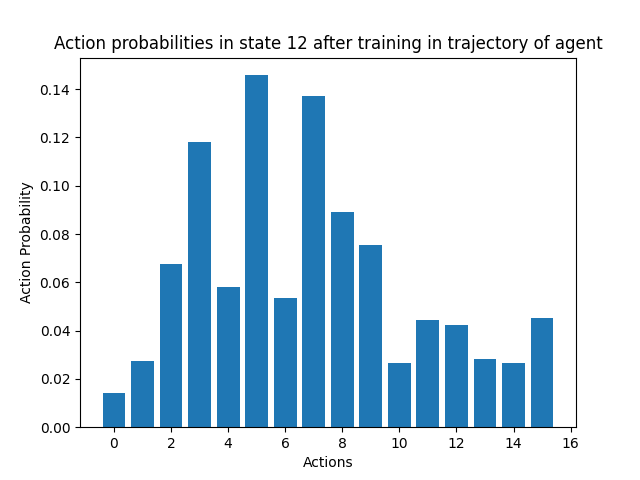 Action probabilities in state 12 after training in trajectory of agent
0.14
0.12
0.10
0.08
0.06
0.04
0.02
0.00
Action Probability
0 2 4 6 8 10 12 14 16
Actions